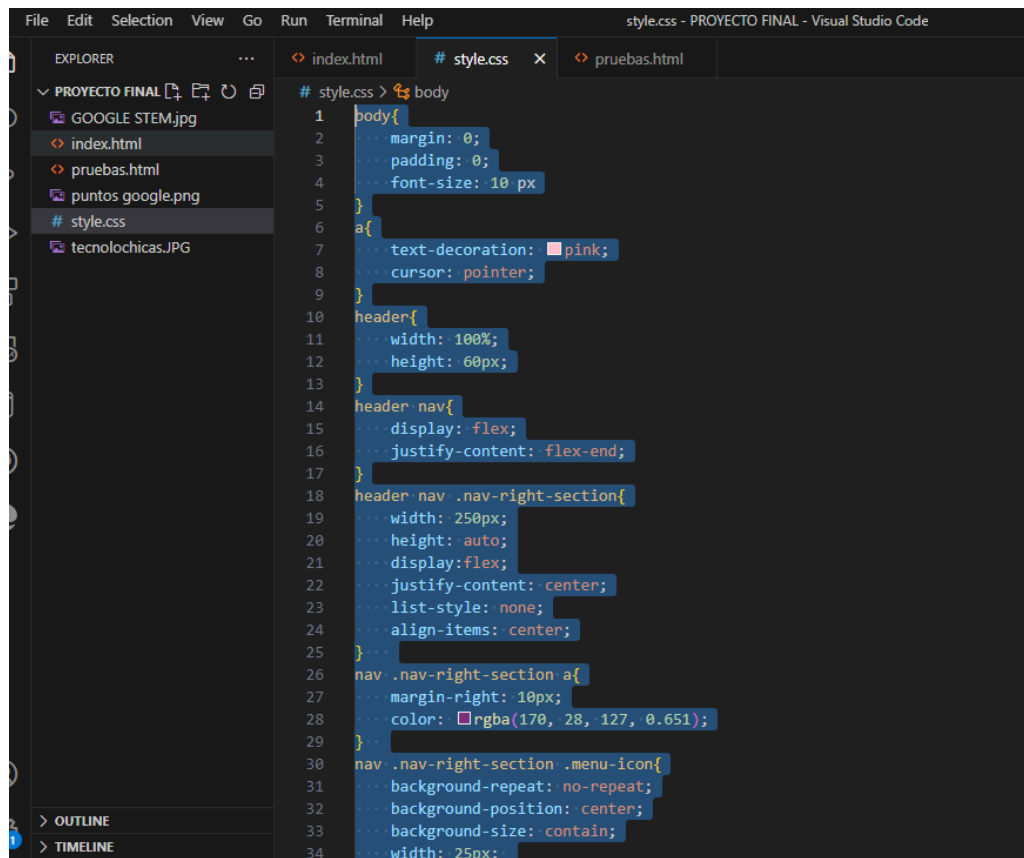 File Edit Selection View Go Run Terminal Help style.css - PROYECTO FINAL - Visual Studio Code
EXPLORER ...
index.html # style.css × pruebas.html
PROYECTO FINAL
# style.css > body
GOOGLE STEM.jpg
index.html
pruebas.html
puntos google.png
# style.css
tecnolochicas.JPG
1 body{
2 margin: 0;
3 padding: 0;
4 font-size: 10 px
5 }
6 a{
7 text-decoration: pink;
8 cursor: pointer;
9 }
10 header{
11 width: 100%;
12 height: 60px;
13 }
14 header nav{
15 display: flex;
16 justify-content: flex-end;
17 }
18 header nav .nav-right-section{
19 width: 250px;
20 height: auto;
21 display:flex;
22 justify-content: center;
23 list-style: none;
24 align-items: center;
25 }
26 nav .nav-right-section a{
27 margin-right: 10px;
28 color: rgba(170, 28, 127, 0.651);
29 }
30 nav .nav-right-section .menu-icon{
31 background-repeat: no-repeat;
32 background-position: center;
33 background-size: contain;
34 width: 25px;
> OUTLINE
> TIMELINE
1